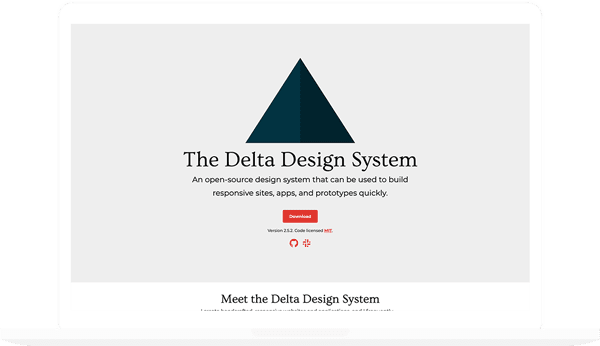 The Delta Design System
An open-source design system that can be used to build
responsive sites, apps, and prototypes quickly.
Download
Version 2.5.2. Code licensed MIT.
Meet the Delta Design System